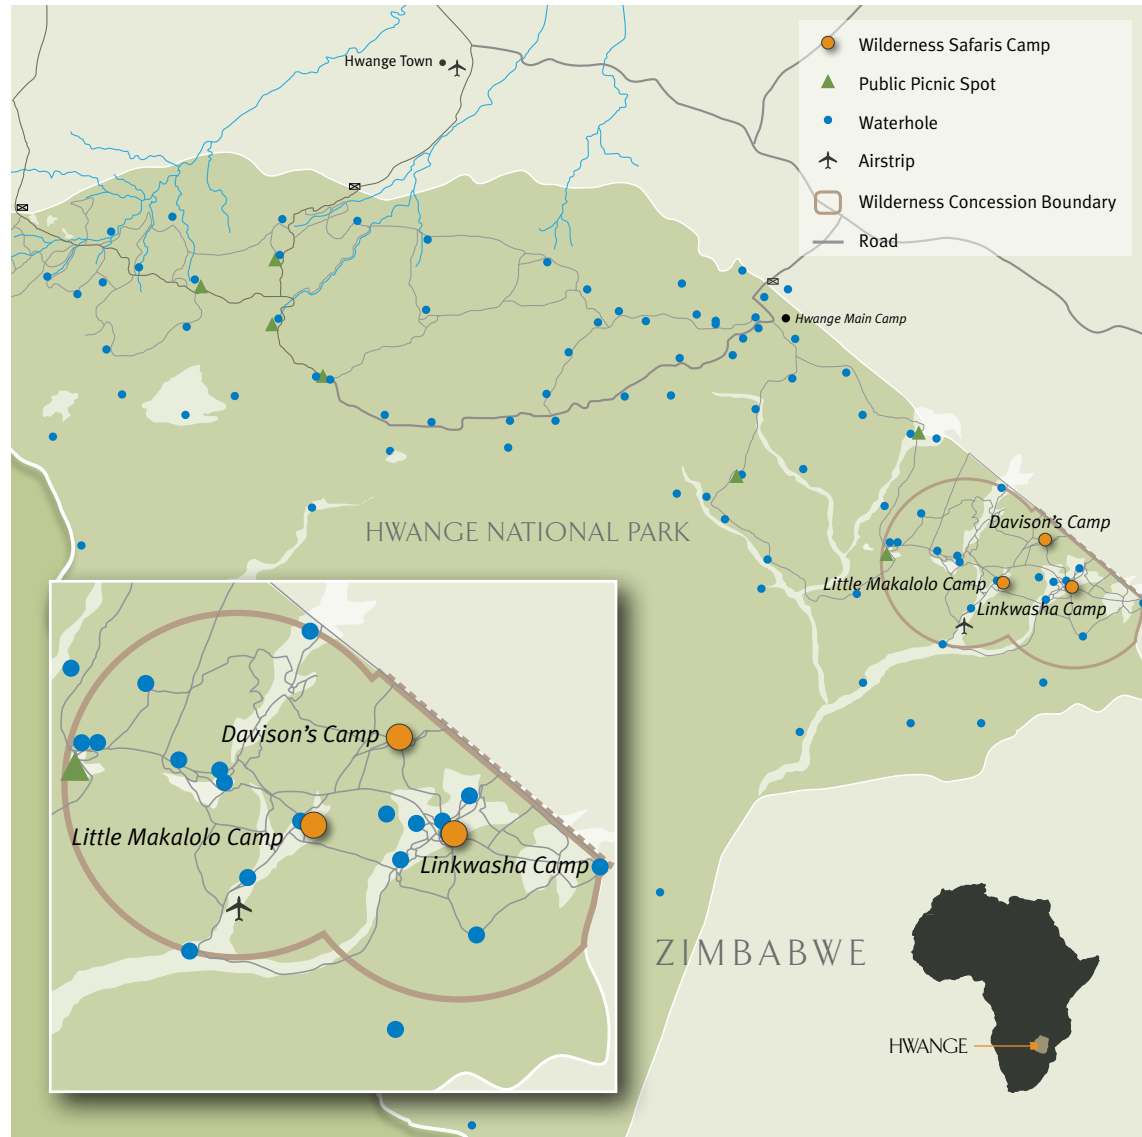 Hwange Town
Wilderness Safaris Camp
Public Picnic Spot
Waterhole
Airstrip
Wilderness Concession Boundary
Road
Hwange Main Camp
HWANGE NATIONAL PARK
Davison's Camp
Little Makalolo Camp
Linkwasha Camp
Davison's Camp
Little Makalolo Camp
Linkwasha Camp
ZIMBABWE
HWANGE